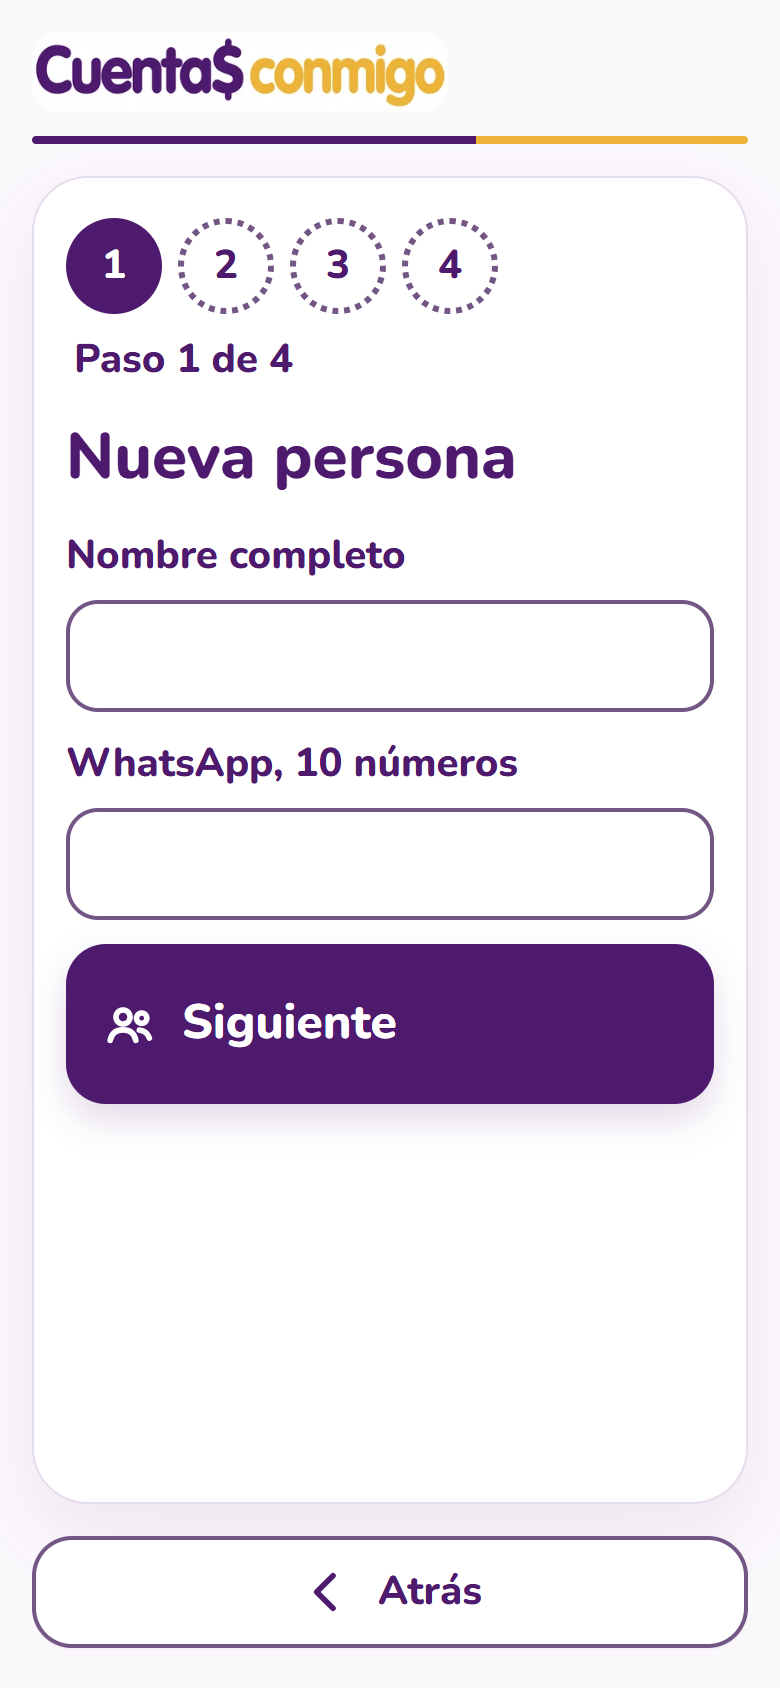 Cuenta$ conmigo
1 2 3 4
Paso 1 de 4
Nueva persona
Nombre completo
WhatsApp, 10 números
Siguiente
Atrás